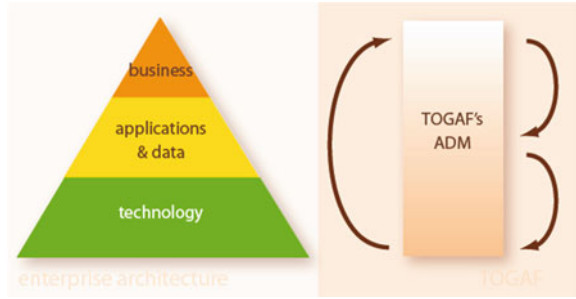 business
applications
& data
technology
enterprise architecture
TOGAF's
ADM
TOGAF